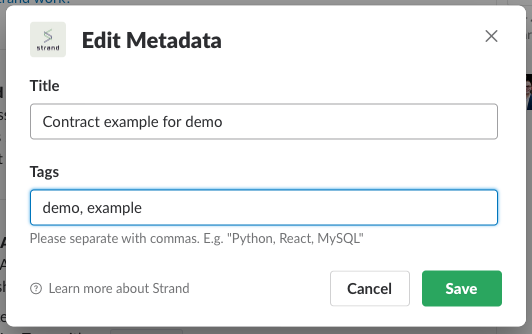 strand
Edit Metadata
Title
Contract example for demo
Tags
demo, example
Please separate with commas. E.g. "Python, React, MySQL"
Learn more about Strand
Cancel
Save